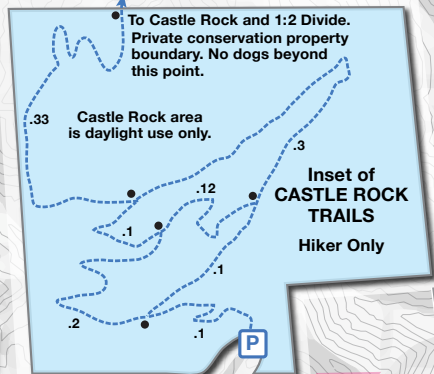 To Castle Rock and 1:2 Divide.
Private conservation property
boundary. No dogs beyond
this point.
.33
Castle Rock area
is daylight use only.
.3
Inset of
CASTLE ROCK
TRAILS
Hiker Only
.12
.1
.1
.2
.1
P